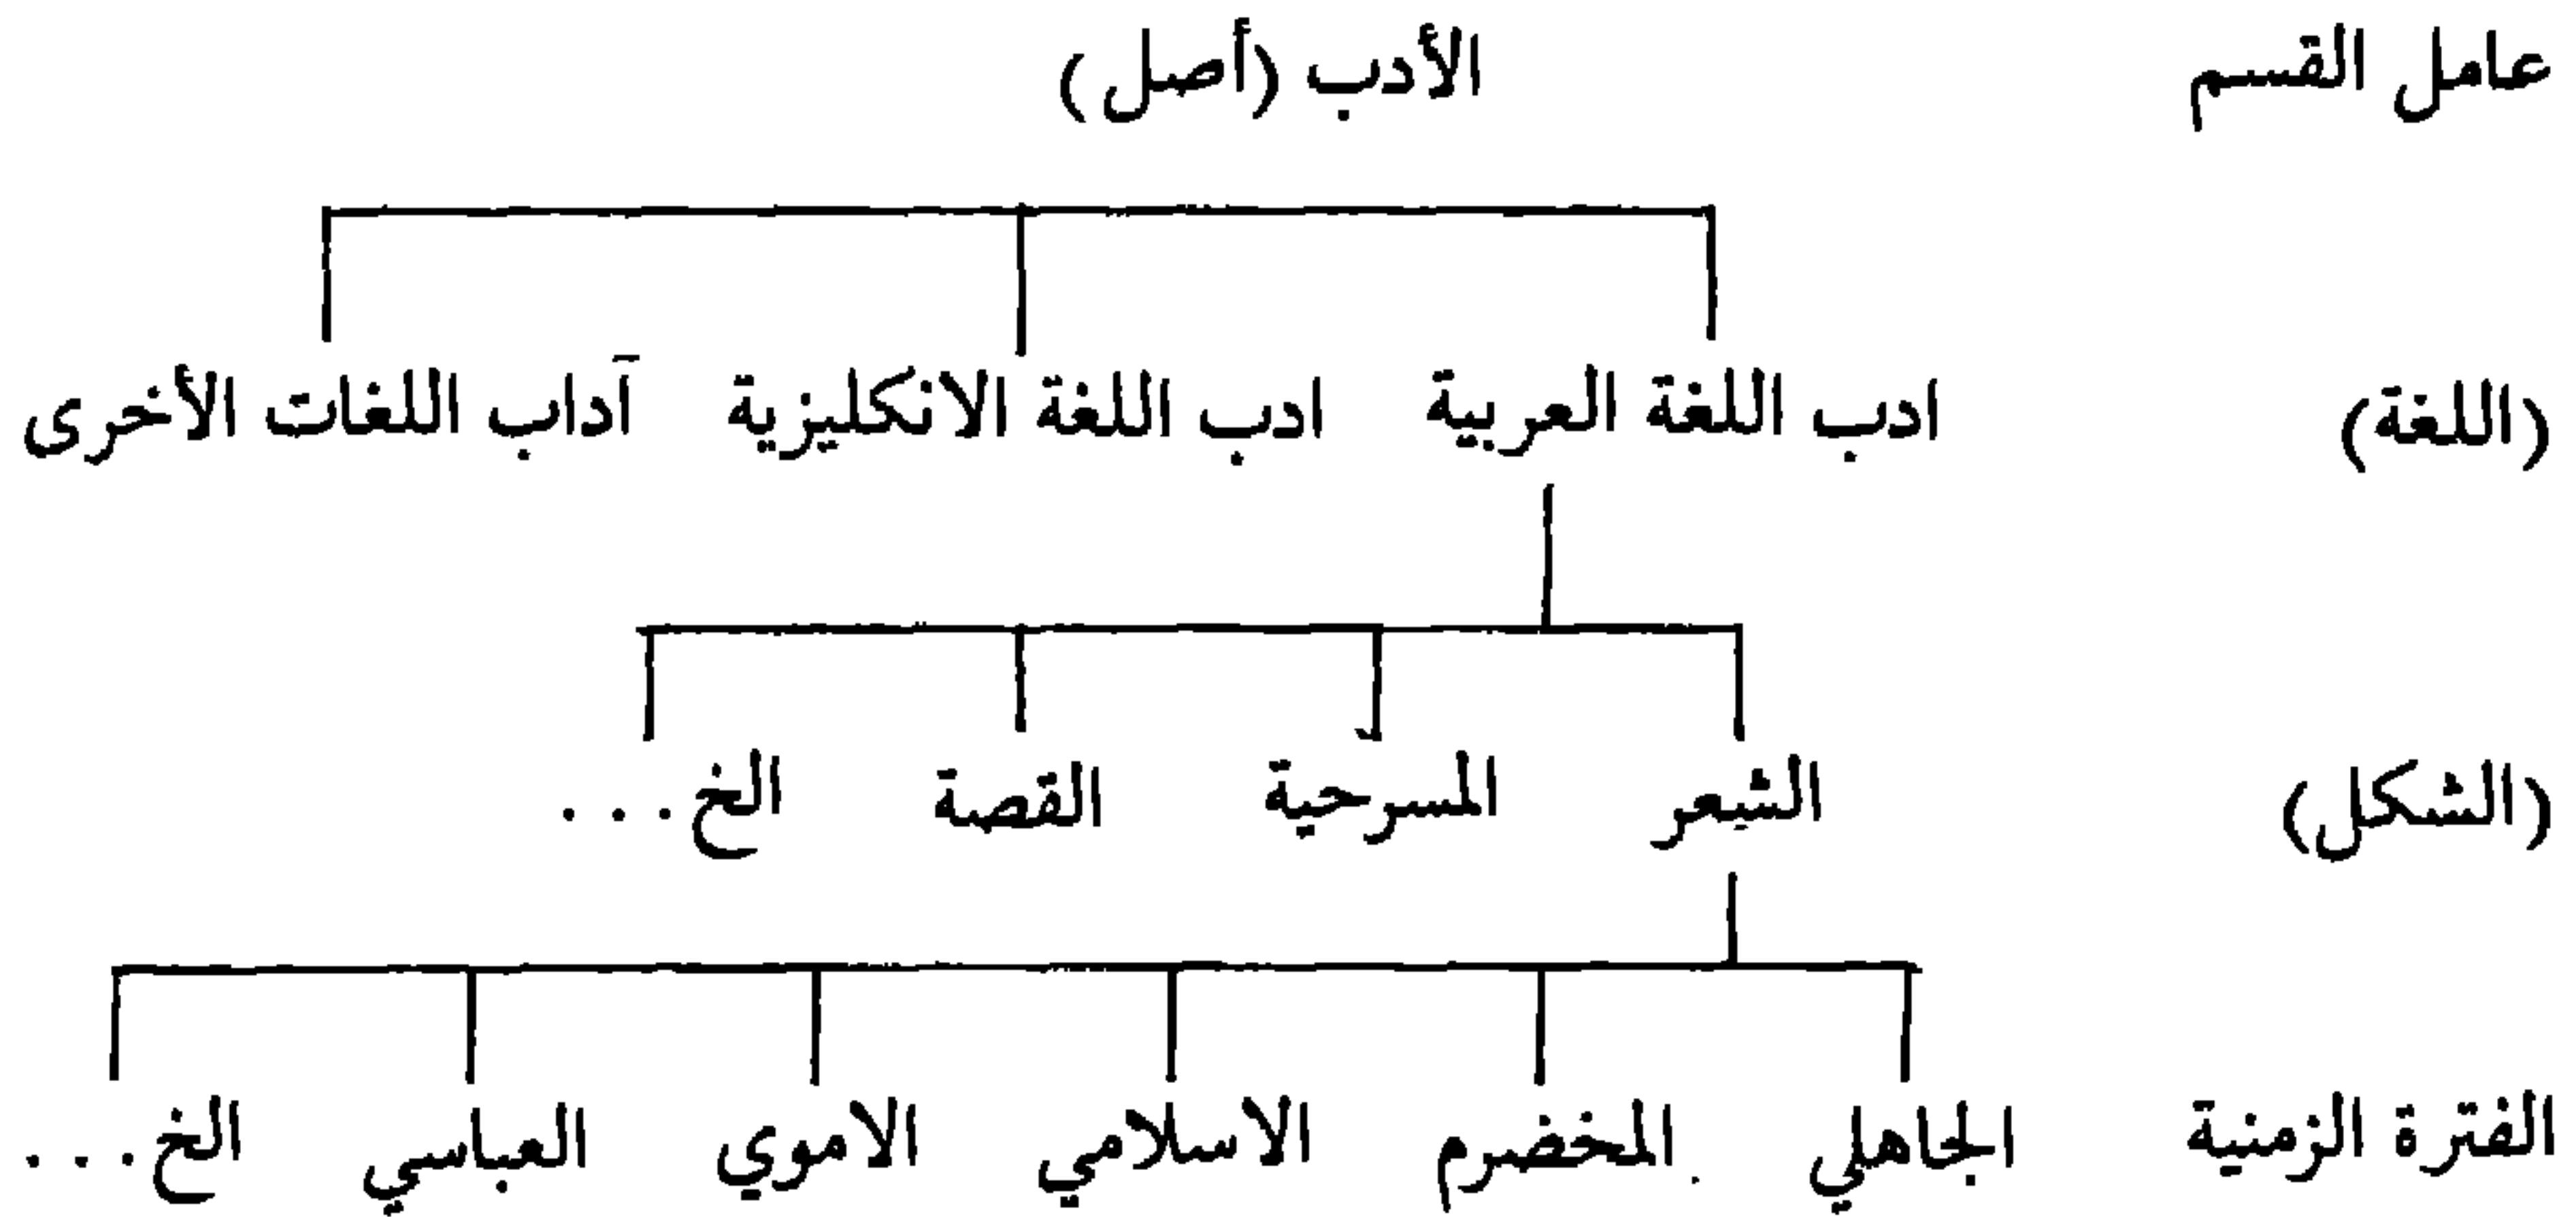 عامل القسم الأدب (أصل)
(اللغة) ادب اللغة العربية ادب اللغة الانكليزية آداب اللغات الأخرى
(الشكل) الشعر المسرحية القصة الخ . . .
الفترة الزمنية الجاهلي المخضرم الاسلامي الاموي العباسي الخ . . .